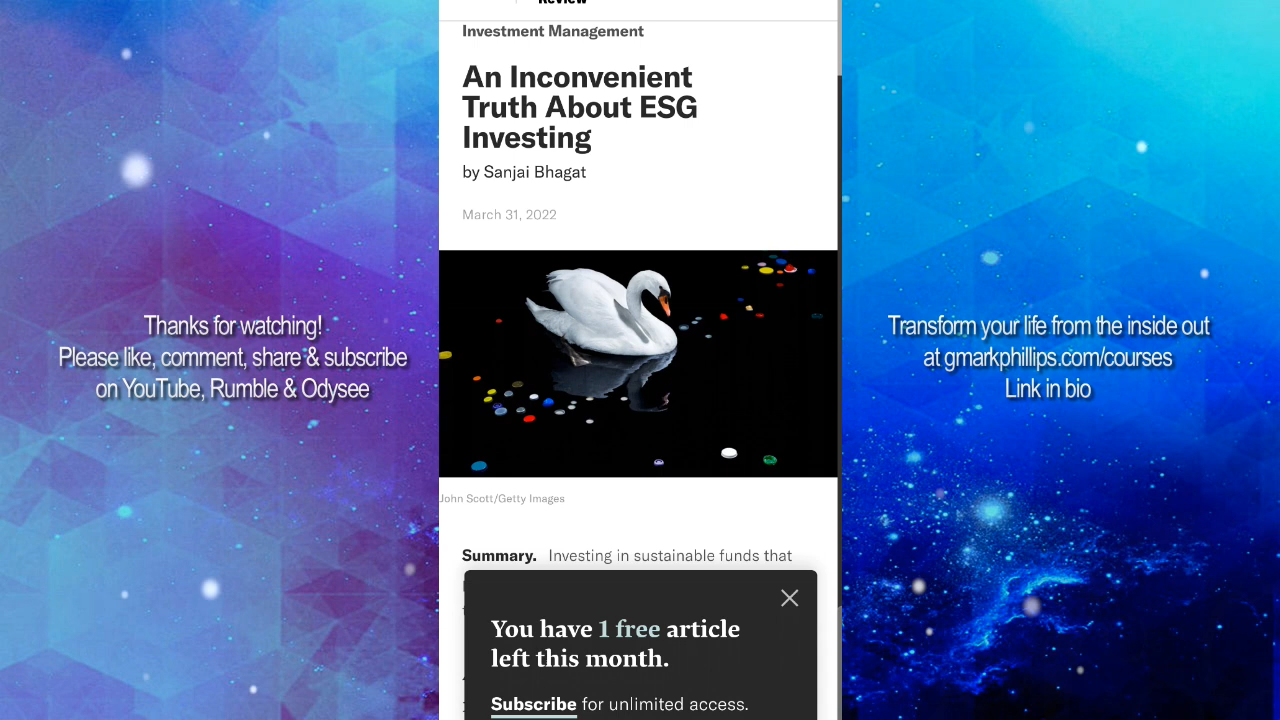 Review
Investment Management
An Inconvenient
Truth About ESG
Investing
by Sanjai Bhagat
March 31, 2022
John Scott/Getty Images
Summary. Investing in sustainable funds that
You have 1 free article
left this month.
Subscribe for unlimited access.
Thanks for watching!
Please like, comment, share & subscribe
on YouTube, Rumble & Odysee
Transform your life from the inside out
at gmarkphillips.com/courses
Link in bio